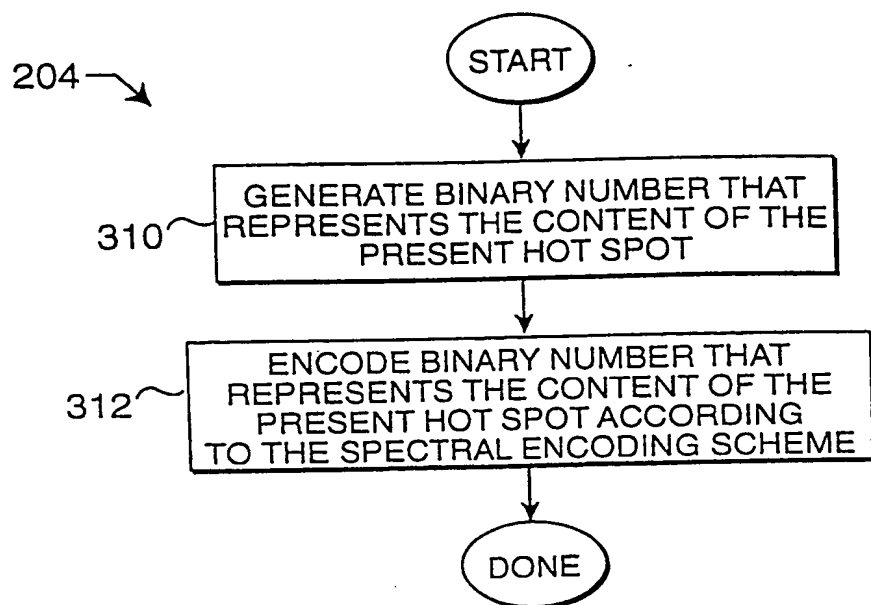 START
204
GENERATE BINARY NUMBER THAT
REPRESENTS THE CONTENT OF THE
PRESENT HOT SPOT
310
ENCODE BINARY NUMBER THAT
REPRESENTS THE CONTENT OF THE
PRESENT HOT SPOT ACCORDING
TO THE SPECTRAL ENCODING SCHEME
312
DONE